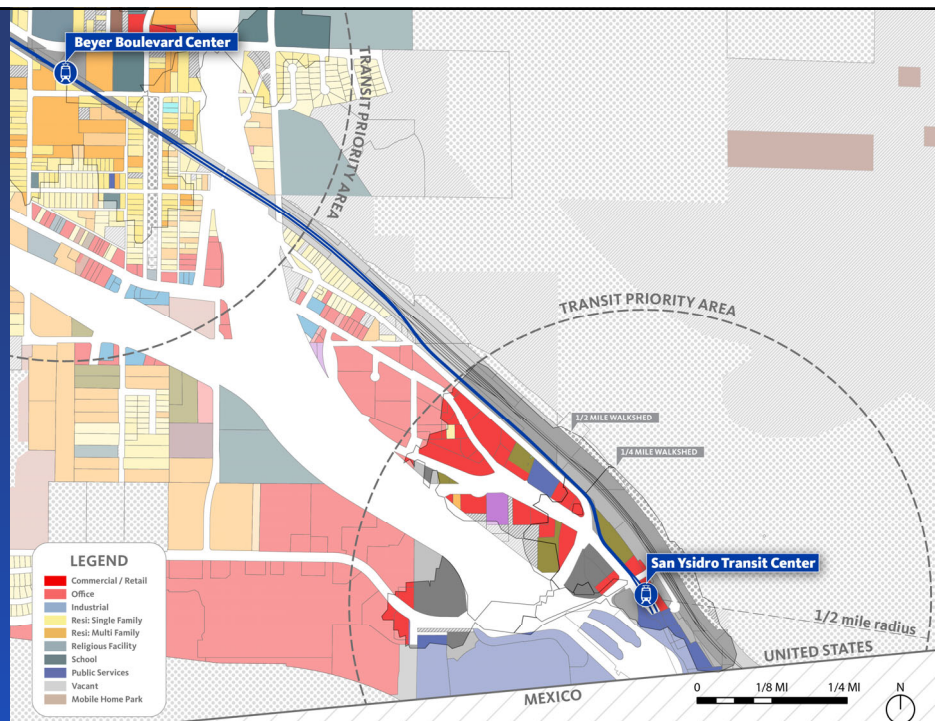 Beyer Boulevard Center
TRANSIT PRIORITY AREA
TRANSIT PRIORITY AREA
1/2 MILE WALKSHED
1/4 MILE WALKSHED
San Ysidro Transit Center
1/2 mile radius
UNITED STATES
MEXICO
LEGEND
Commercial / Retail
Office
Industrial
Resi: Single Family
Resi: Multi Family
Religious Facility
School
Public Services
Vacant
Mobile Home Park
0 1/8 MI 1/4 MI
N